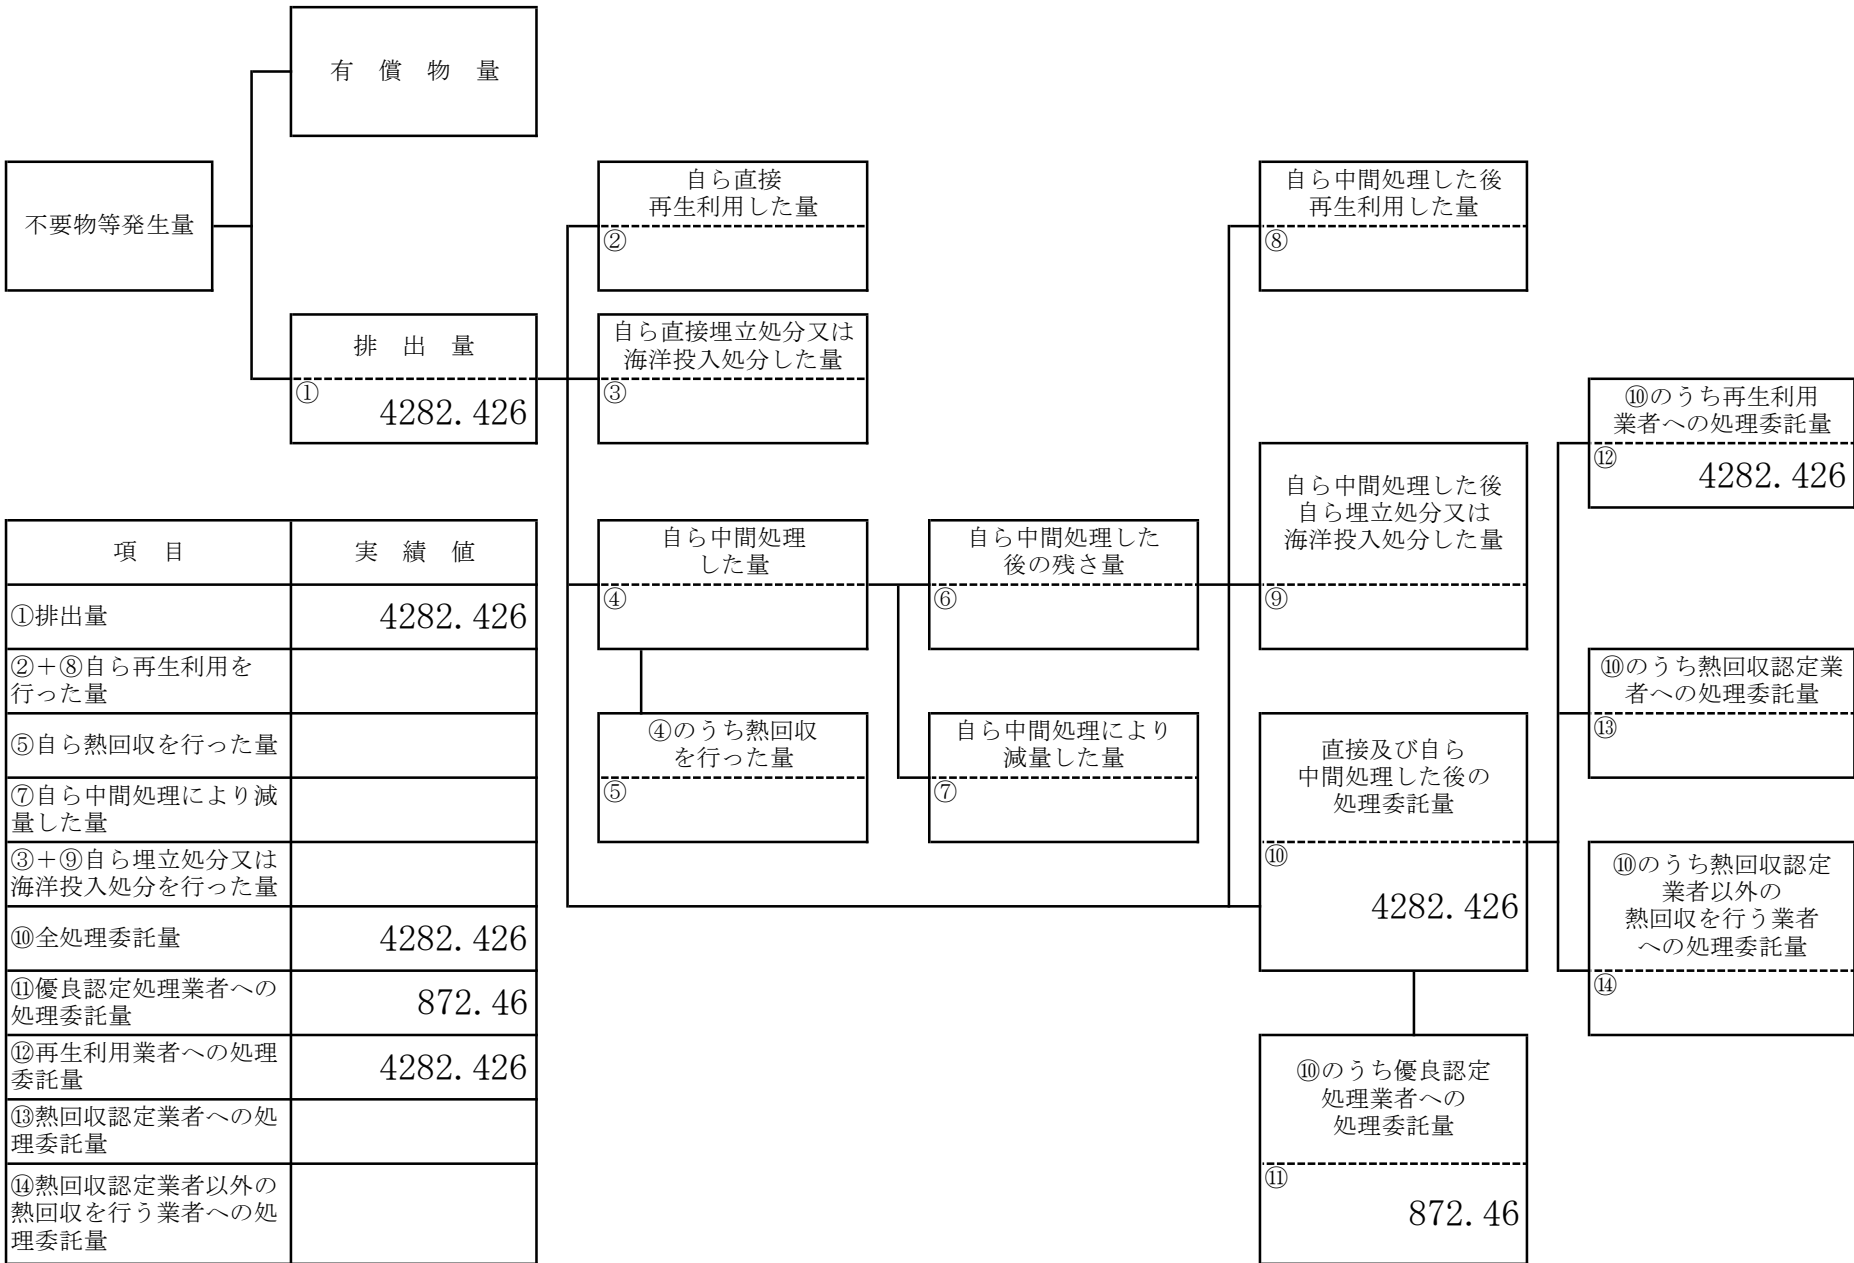 有　償　物　量
不要物等発生量
排　出　量
①
4282.426
自ら直接
再生利用した量
②
自ら直接埋立処分又は
海洋投入処分した量
③
自ら中間処理
した量
④
④のうち熱回収
を行った量
⑤
自ら中間処理した
後の残さ量
⑥
自ら中間処理により
減量した量
⑦
自ら中間処理した後
再生利用した量
⑧
自ら中間処理した後
自ら埋立処分又は
海洋投入処分した量
⑨
直接及び自ら
中間処理した後の
処理委託量
⑩
4282.426
⑩のうち優良認定
処理業者への
処理委託量
⑪
872.46
⑩のうち再生利用
業者への処理委託量
⑫
4282.426
⑩のうち熱回収認定業
者への処理委託量
⑬
⑩のうち熱回収認定
業者以外の
熱回収を行う業者
への処理委託量
⑭
項　目　実　績　値
①排出量　4282.426
②＋⑧自ら再生利用を
行った量
⑤自ら熱回収を行った量
⑦自ら中間処理により減
量した量
③＋⑨自ら埋立処分又は
海洋投入処分を行った量
⑩全処理委託量　4282.426
⑪優良認定処理業者への
処理委託量
872.46
⑫再生利用業者への処理
委託量
4282.426
⑬熱回収認定業者への処
理委託量
⑭熱回収認定業者以外の
熱回収を行う業者への処
理委託量